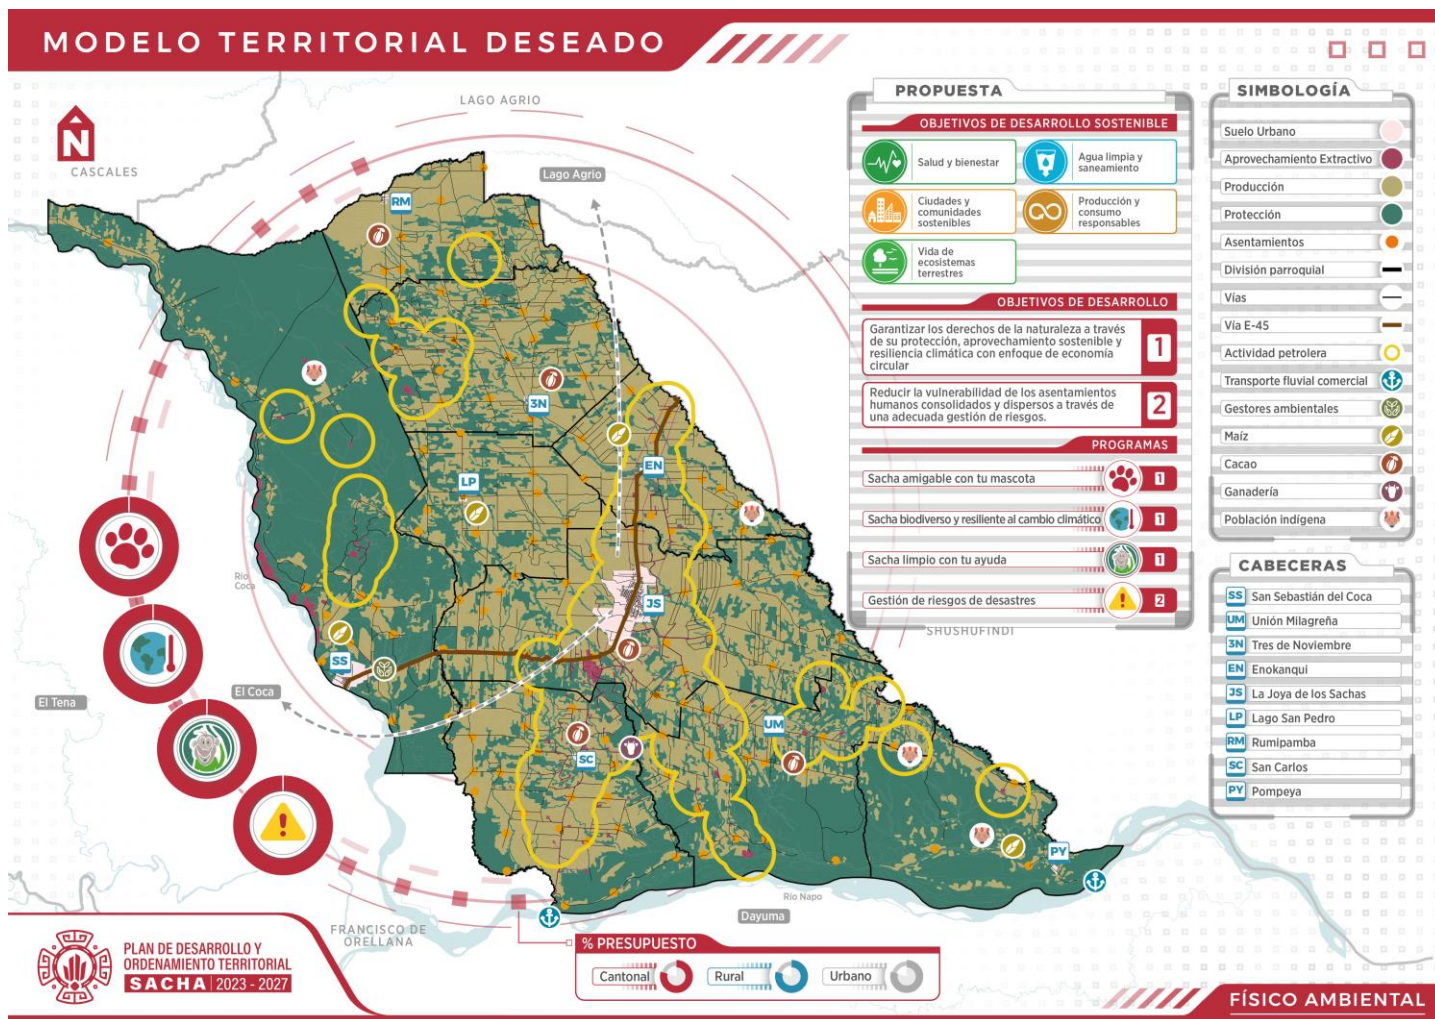 MODELO TERRITORIAL DESEADO
N
CASCALES
LAGO AGRIO
Lago Agrio
RM
3N
LP
EN
JS
SS
UM
SC
PY
Río
Coca
El Tena
El Coca
SHUSHUFINDI
Río Napo
Dayuma
FRANCISCO DE
ORELLANA
PROPUESTA
OBJETIVOS DE DESARROLLO SOSTENIBLE
Salud y bienestar
Agua limpia y
saneamiento
Ciudades y
comunidades
sostenibles
Producción y
consumo
responsables
Vida de
ecosistemas
terrestres
OBJETIVOS DE DESARROLLO
Garantizar los derechos de la naturaleza a través
de su protección, aprovechamiento sostenible y
resiliencia climática con enfoque de economía
circular
1
Reducir la vulnerabilidad de los asentamientos
humanos consolidados y dispersos a través de
una adecuada gestión de riesgos.
2
PROGRAMAS
Sacha amigable con tu mascota 1
Sacha biodiverso y resiliente al cambio climático 1
Sacha limpio con tu ayuda 1
Gestión de riesgos de desastres 2
SIMBOLOGÍA
Suelo Urbano
Aprovechamiento Extractivo
Producción
Protección
Asentamientos
División parroquial
Vías
Vía E-45
Actividad petrolera
Transporte fluvial comercial
Gestores ambientales
Maíz
Cacao
Ganadería
Población indígena
CABECERAS
SS San Sebastián del Coca
UM Unión Milagreña
3N Tres de Noviembre
EN Enokanqui
JS La Joya de los Sachas
LP Lago San Pedro
RM Rumipamba
SC San Carlos
PY Pompeya
% PRESUPUESTO
Cantonal
Rural
Urbano
PLAN DE DESARROLLO Y
ORDENAMIENTO TERRITORIAL
SACHA 2023 - 2027
FÍSICO AMBIENTAL